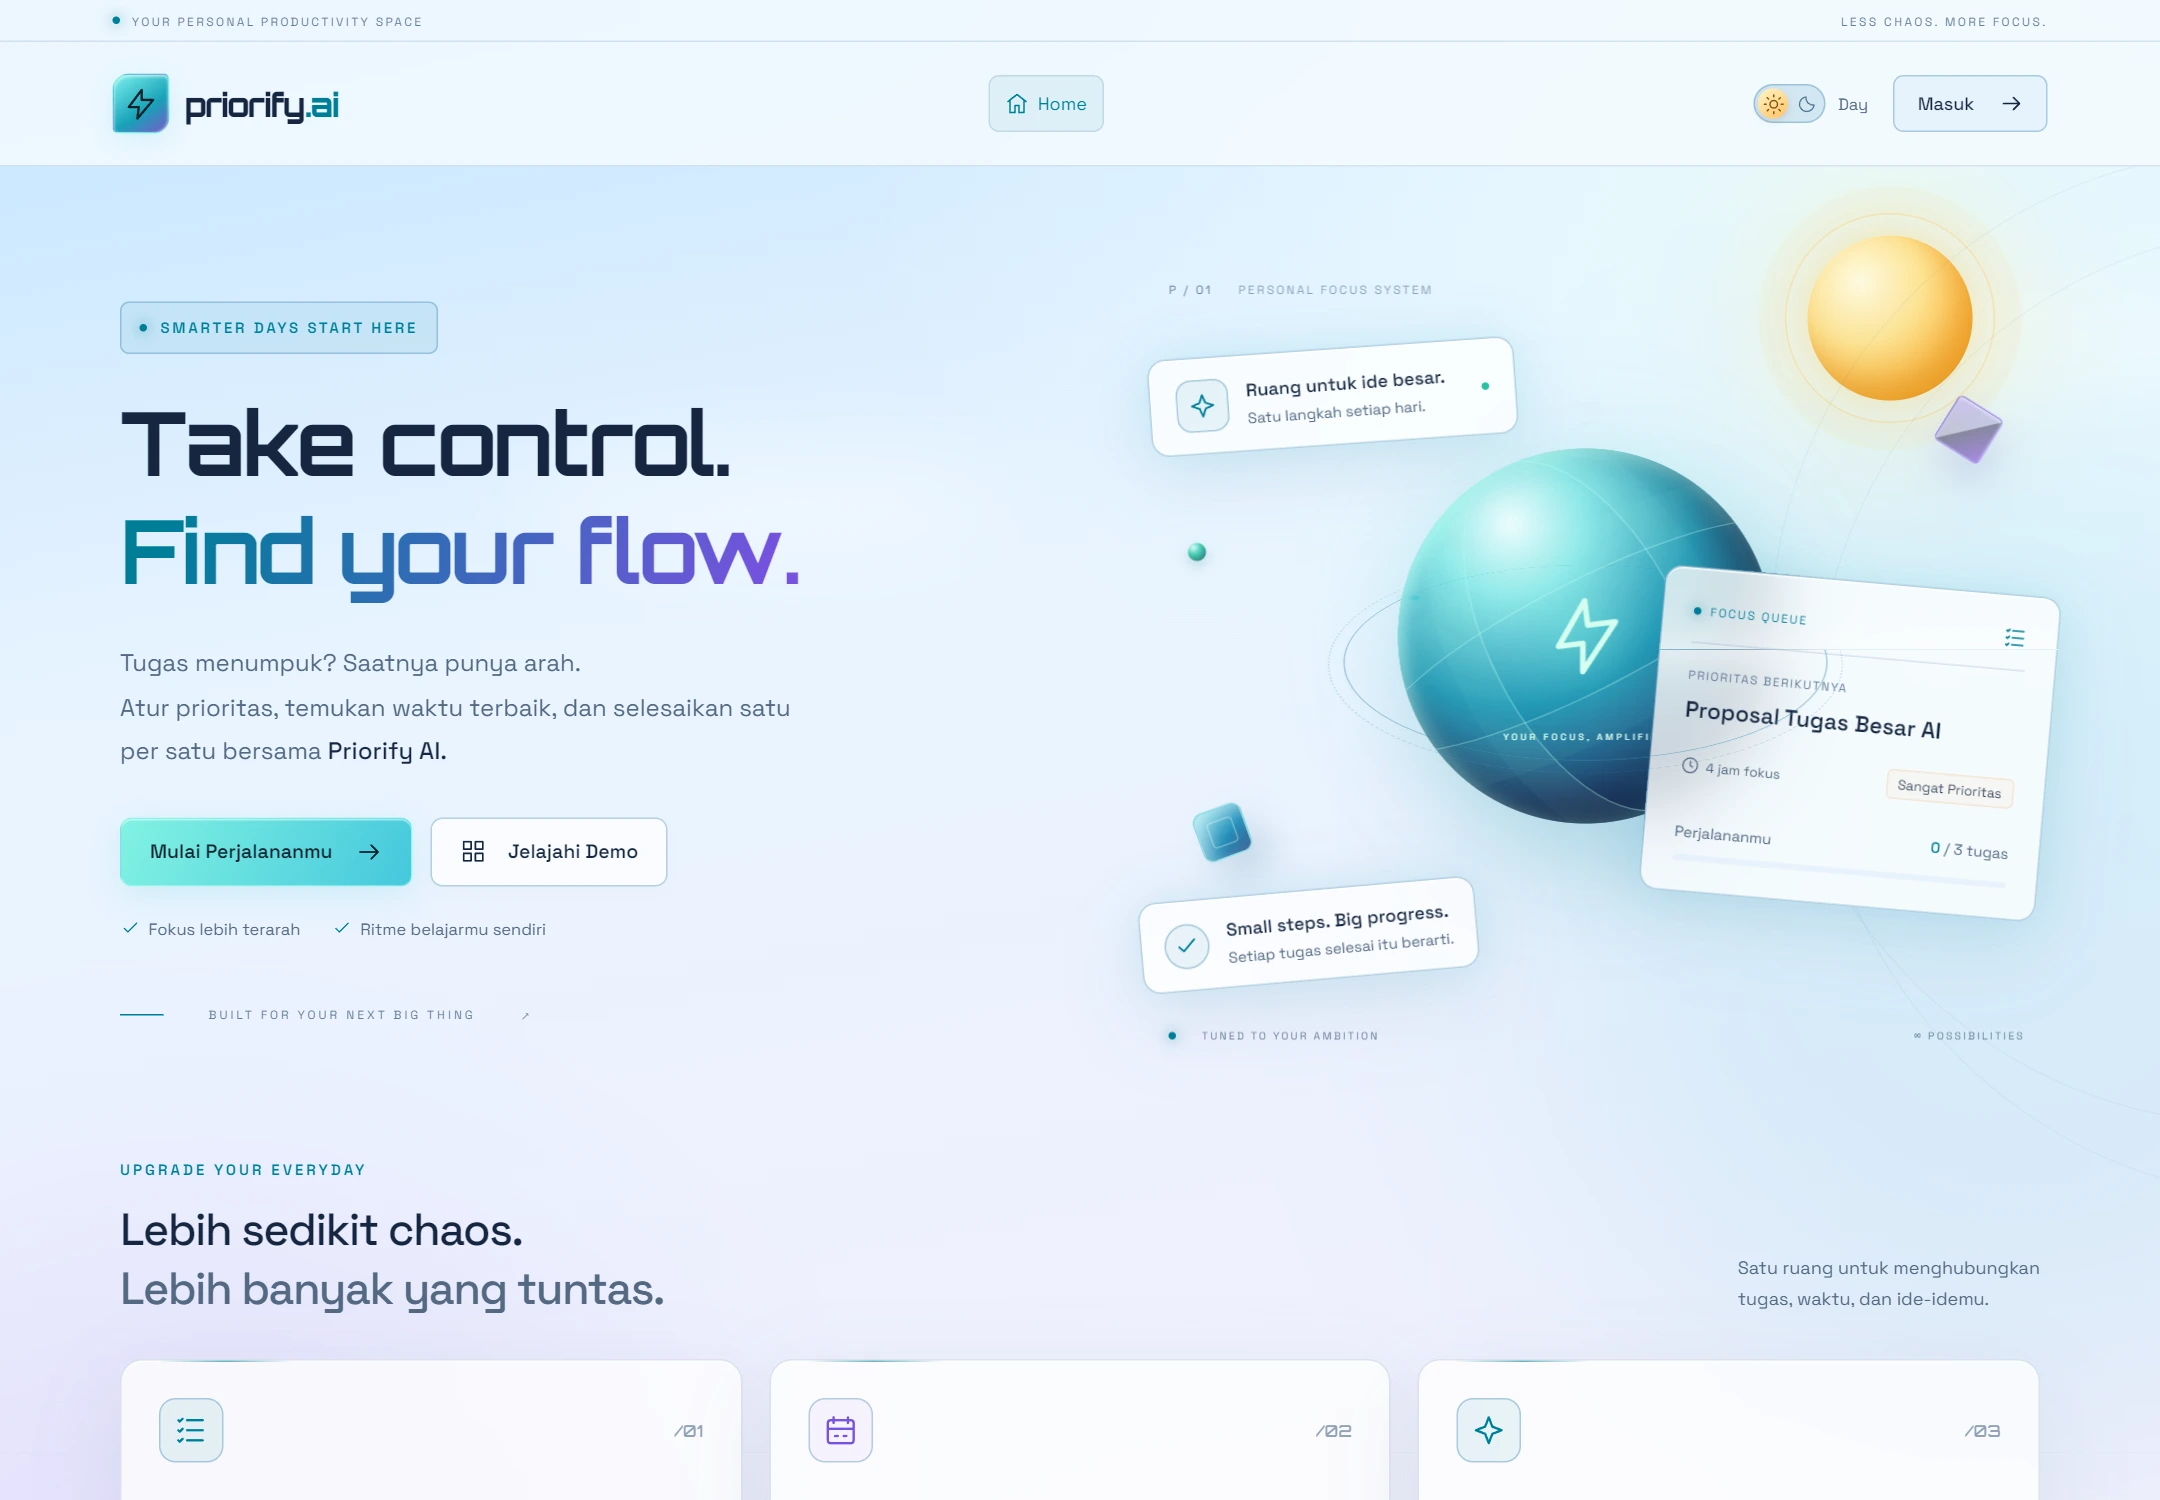 YOUR PERSONAL PRODUCTIVITY SPACE
LESS CHAOS. MORE FOCUS.
priorify.ai
Home
Day
Masuk
SMARTER DAYS START HERE
Take control.
Find your flow.
Tugas menumpuk? Saatnya punya arah.
Atur prioritas, temukan waktu terbaik, dan selesaikan satu
per satu bersama Priorify AI.
Mulai Perjalananmu
Jelajahi Demo
Fokus lebih terarah
Ritme belajarmu sendiri
BUILT FOR YOUR NEXT BIG THING ↗
P / 01 PERSONAL FOCUS SYSTEM
Ruang untuk ide besar.
Satu langkah setiap hari.
YOUR FOCUS, AMPLIFI
FOCUS QUEUE
PRIORITAS BERIKUTNYA
Proposal Tugas Besar AI
4 jam fokus
Sangat Prioritas
Perjalananmu
0 / 3 tugas
Small steps. Big progress.
Setiap tugas selesai itu berarti.
TUNED TO YOUR AMBITION
∞ POSSIBILITIES
UPGRADE YOUR EVERYDAY
Lebih sedikit chaos.
Lebih banyak yang tuntas.
Satu ruang untuk menghubungkan
tugas, waktu, dan ide-idemu.
/01
/02
/03